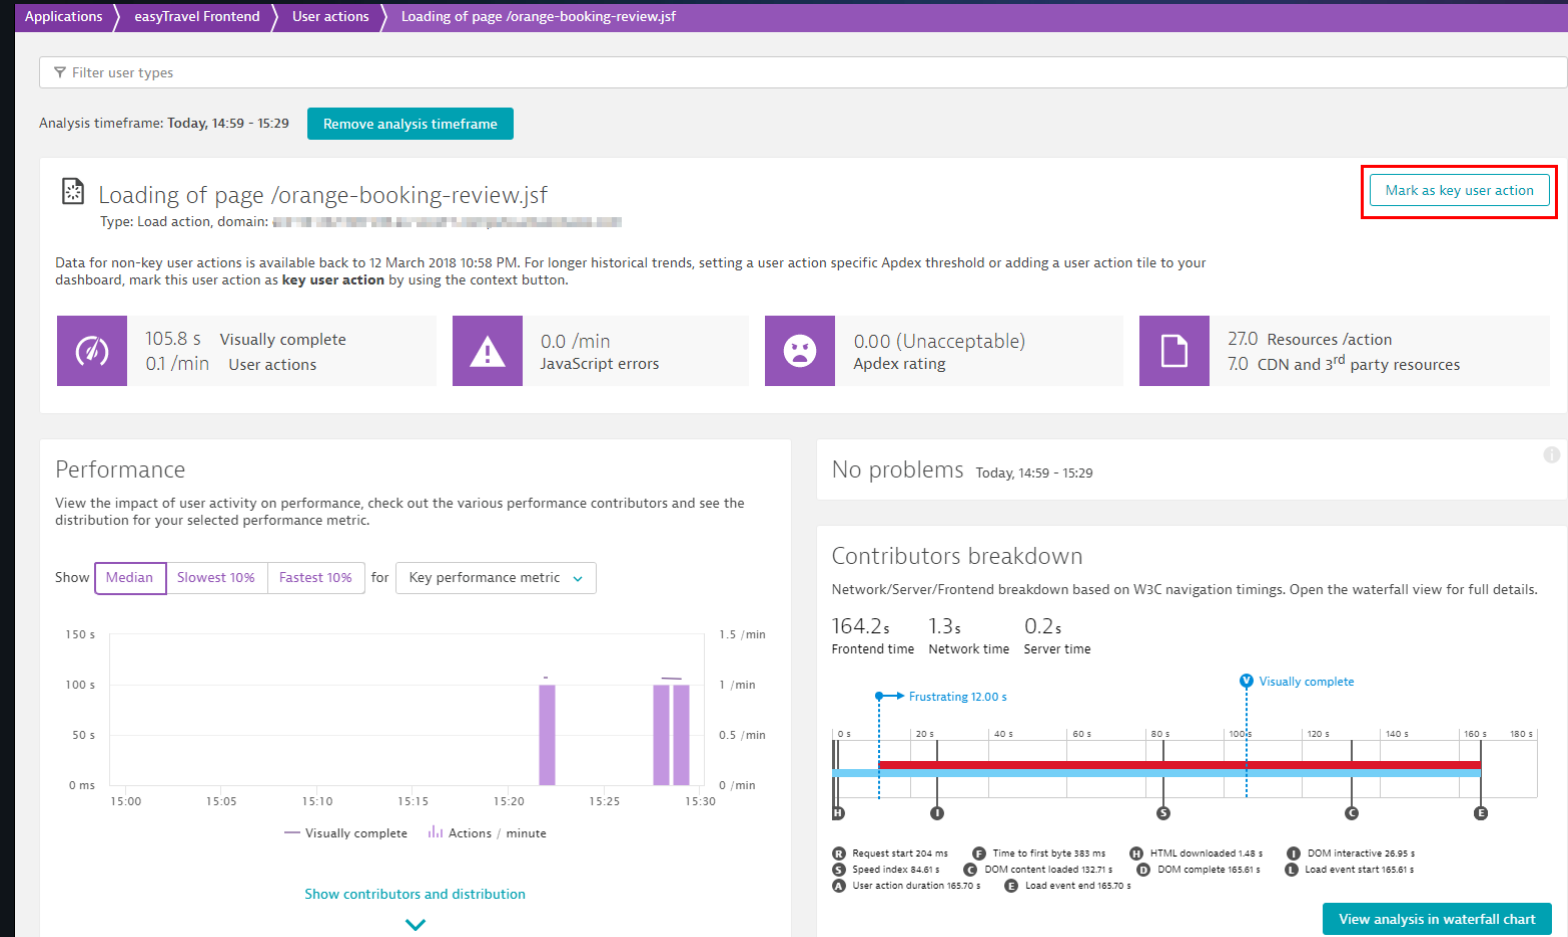 Applications easyTravel Frontend User actions Loading of page /orange-booking-review.jsf
Filter user types
Analysis timeframe: Today, 14:59 - 15:29 Remove analysis timeframe
Loading of page /orange-booking-review.jsf
Mark as key user action
Type: Load action, domain:
Data for non-key user actions is available back to 12 March 2018 10:58 PM. For longer historical trends, setting a user action specific Apdex threshold or adding a user action tile to your
dashboard, mark this user action as key user action by using the context button.
105.8 s Visually complete
0.1 /min User actions
0.0 /min
JavaScript errors
0.00 (Unacceptable)
Apdex rating
27.0 Resources /action
7.0 CDN and 3rd party resources
Performance
View the impact of user activity on performance, check out the various performance contributors and see the
distribution for your selected performance metric.
Show Median Slowest 10% Fastest 10% for Key performance metric
150 s 1.5 /min
100 s 1 /min
50 s 0.5 /min
0 ms 0 /min
15:00 15:05 15:10 15:15 15:20 15:25 15:30
Visually complete Actions / minute
Show contributors and distribution
No problems Today, 14:59 - 15:29
Contributors breakdown
Network/Server/Frontend breakdown based on W3C navigation timings. Open the waterfall view for full details.
164.2s 1.3s 0.2s
Frontend time Network time Server time
V Visually complete
Frustrating 12.00 s
0 s 20 s 40 s 60 s 80 s 100 s 120 s 140 s 160 s 180 s
H I S C E
R Request start 204 ms F Time to first byte 383 ms H HTML downloaded 1.48 s I DOM interactive 26.95 s
S Speed index 84.61 s C DOM content loaded 132.71 s D DOM complete 165.61 s L Load event start 165.61 s
A User action duration 165.70 s E Load event end 165.70 s
View analysis in waterfall chart